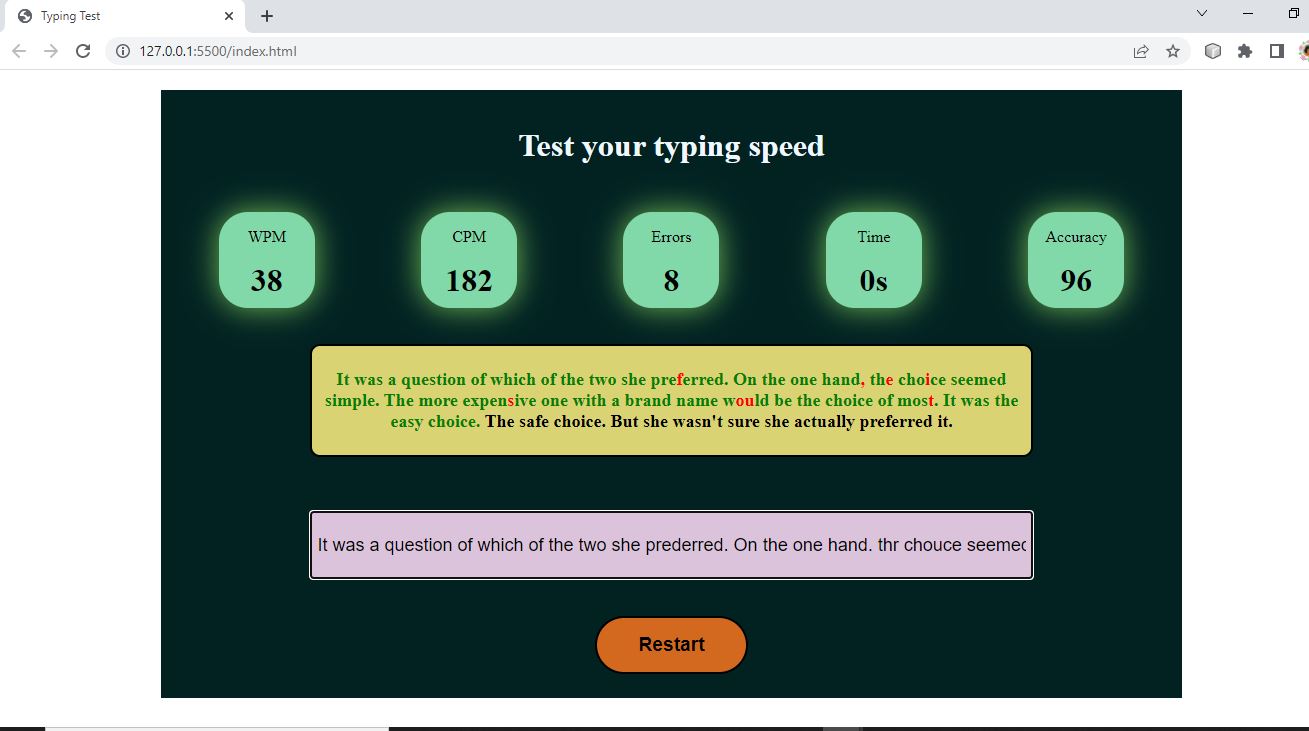 Typing Test
127.0.0.1:5500/index.html
Test your typing speed
WPM CPM Errors Time Accuracy
38 182 8 0s 96
It was a question of which of the two she preferred. On the one hand, the choice seemed
simple. The more expensive one with a brand name would be the choice of most. It was the
easy choice. The safe choice. But she wasn't sure she actually preferred it.
It was a question of which of the two she prederred. On the one hand. thr chouce seemed
Restart